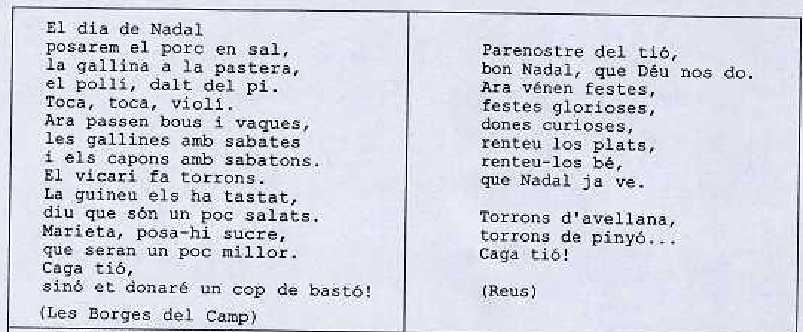 El dia de Nadal
posarem el porc en sal,
la gallina a la pastera,
el pollí, dalt del pi.
Toca, toca, violí.
Ara passen bous i vaques,
les gallines amb sabates
i els capons amb sabatons.
El vicari fa torrons.
La guineu els ha tastat,
diu que són un poc salats.
Marieta, posa-hi sucre,
que seran un poc millor.
Caga tió,
sinó et donaré un cop de bastó!
(Les Borges del Camp)
Parenostre del tió,
bon Nadal, que Déu nos do.
Ara vénen festes,
festes glorioses,
dones curioses,
renteu los plats,
renteu-los bé,
que Nadal ja ve.
Torrons d'avellana,
torrons de pinyó...
Caga tió!
(Reus)